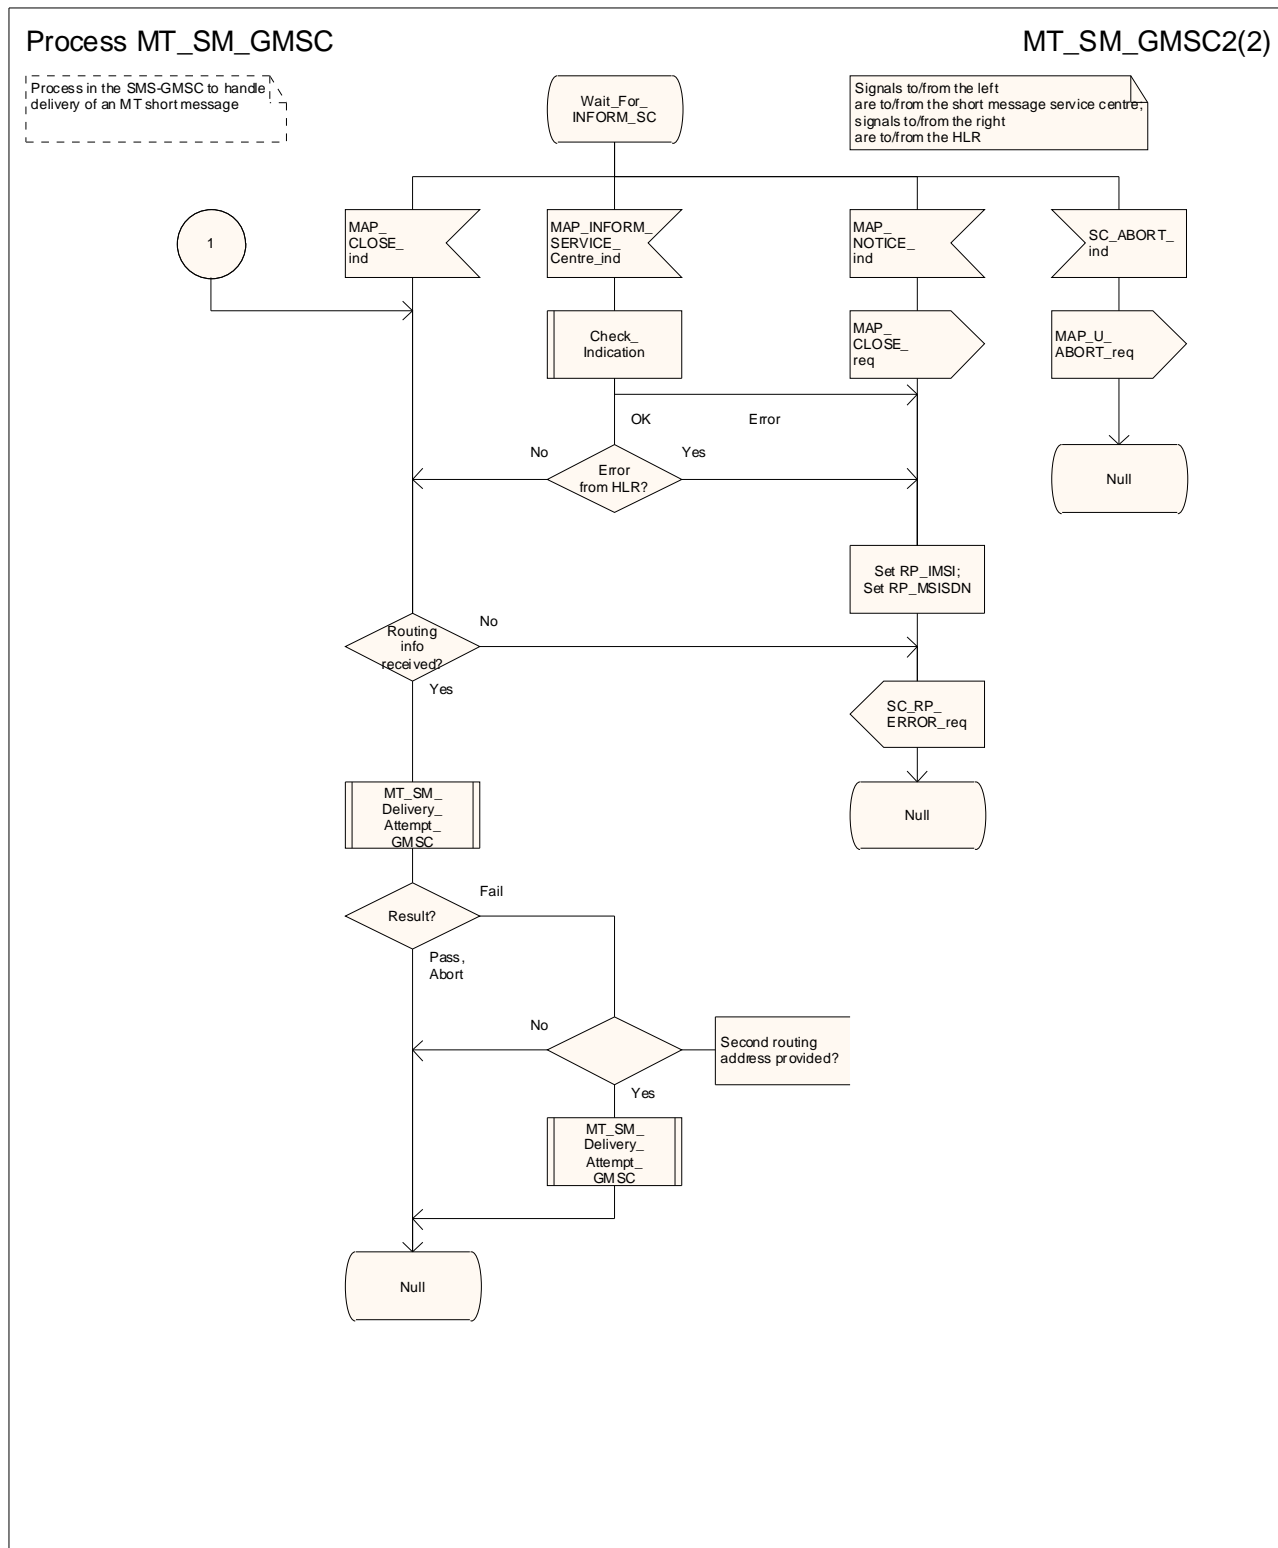 Process MT_SM_GMSC
MT_SM_GMSC2(2)
Process in the SMS-GMSC to handle
delivery of an MT short message
Wait_For_
INFORM_SC
Signals to/from the left
are to/from the short message service centre;
signals to/from the right
are to/from the HLR
1
MAP_
CLOSE_
ind
MAP_INFORM_
SERVICE_
Centre_ind
MAP_
NOTICE_
ind
SC_ABORT_
ind
Check_
Indication
MAP_
CLOSE_
req
MAP_U_
ABORT_req
OK
Error
No
Yes
Error
from HLR?
Null
Set RP_IMSI;
Set RP_MSISDN
No
Routing
info
received?
Yes
SC_RP_
ERROR_req
MT_SM_
Delivery_
Attempt_
GMSC
Null
Fail
Result?
Pass,
Abort
No
Second routing
address provided?
Yes
MT_SM_
Delivery_
Attempt_
GMSC
Null